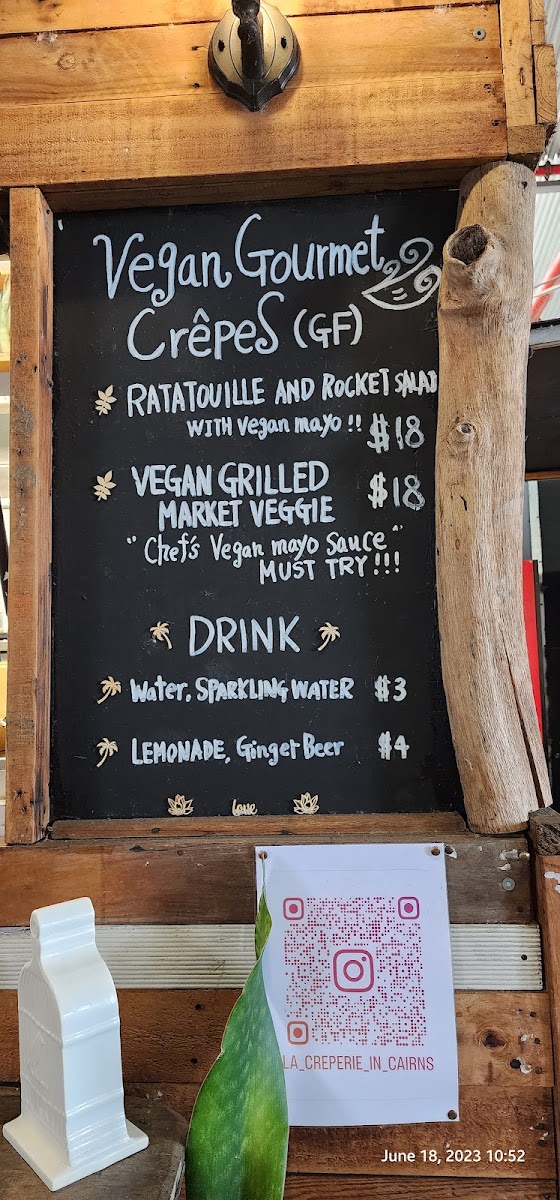 Vegan Gourmet
Crêpes (GF)
RATATOUILLE AND ROCKET SALAD
WITH vegan mayo !! $18
VEGAN GRILLED $18
MARKET VEGGIE
"Chef's Vegan mayo Sauce"
MUST TRY!!!
DRINK
Water, SPARKLING WATER $3
LEMONADE, Ginger Beer $4
love
LA_CREPERIE_IN_CAIRNS
June 18, 2023 10:52